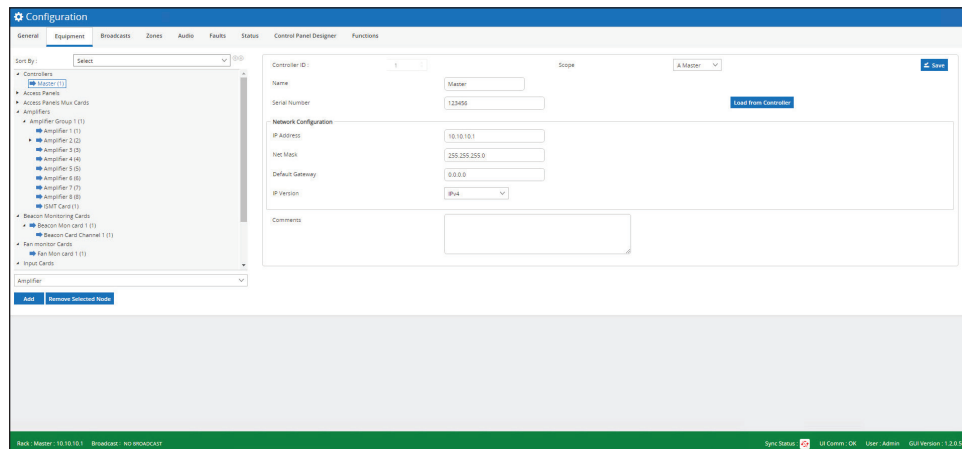 Configuration
General Equipment Broadcasts Zones Audio Faults Status Control Panel Designer Functions
Sort By : Select
Controllers
Master (1)
Access Panels
Access Panels Mux Cards
Amplifiers
Amplifier Group 1 (1)
Amplifier 1 (1)
Amplifier 2 (2)
Amplifier 3 (3)
Amplifier 4 (4)
Amplifier 5 (5)
Amplifier 6 (6)
Amplifier 7 (7)
Amplifier 8 (8)
ISMT Card (1)
Beacon Monitoring Cards
Beacon Mon card 1 (1)
Beacon Card Channel 1 (1)
Fan monitor Cards
Fan Mon card 1 (1)
Input Cards
Amplifier
Add Remove Selected Node
Controller ID : 1 Scope A Master Save
Name Master
Serial Number 123456 Load from Controller
Network Configuration
IP Address 10.10.10.1
Net Mask 255.255.255.0
Default Gateway 0.0.0.0
IP Version IPv4
Comments
Rack : Master : 10.10.10.1 Broadcast : NO BROADCAST Sync Status : UI Comm : OK User : Admin GUI Version : 1.2.0.5